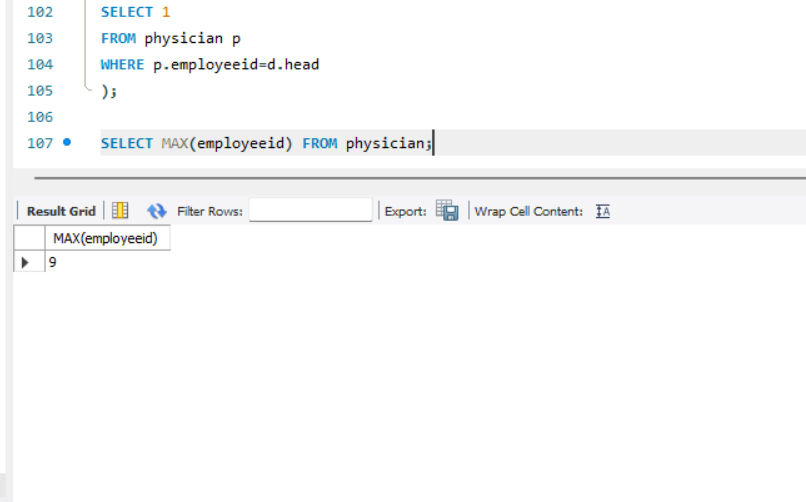 102 SELECT 1
103 FROM physician p
104 WHERE p.employeeid=d.head
105 );
106
107 SELECT MAX(employeeid) FROM physician;
Result Grid Filter Rows: Export: Wrap Cell Content: IA
MAX(employeeid)
9